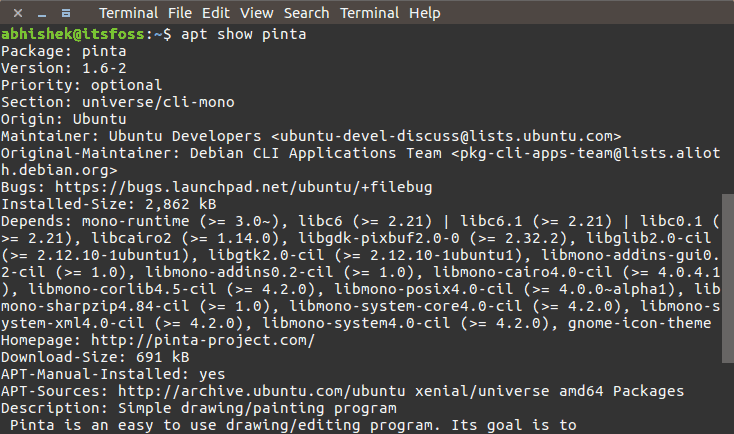 Terminal File Edit View Search Terminal Help
abhishek@itsfoss:~$ apt show pinta
Package: pinta
Version: 1.6-2
Priority: optional
Section: universe/cli-mono
Origin: Ubuntu
Maintainer: Ubuntu Developers <ubuntu-devel-discuss@lists.ubuntu.com>
Original-Maintainer: Debian CLI Applications Team <pkg-cli-apps-team@lists.aliot
h.debian.org>
Bugs: https://bugs.launchpad.net/ubuntu/+filebug
Installed-Size: 2,862 kB
Depends: mono-runtime (>= 3.0~), libc6 (>= 2.21) | libc6.1 (>= 2.21) | libc0.1 (
>= 2.21), libcairo2 (>= 1.14.0), libgdk-pixbuf2.0-0 (>= 2.32.2), libglib2.0-cil
(>= 2.12.10-1ubuntu1), libgtk2.0-cil (>= 2.12.10-1ubuntu1), libmono-addins-gui0.
2-cil (>= 1.0), libmono-addins0.2-cil (>= 1.0), libmono-cairo4.0-cil (>= 4.0.4.1
), libmono-corlib4.5-cil (>= 4.2.0), libmono-posix4.0-cil (>= 4.0.0~alpha1), lib
mono-sharpzip4.84-cil (>= 1.0), libmono-system-core4.0-cil (>= 4.2.0), libmono-s
ystem-xml4.0-cil (>= 4.2.0), libmono-system4.0-cil (>= 4.2.0), gnome-icon-theme
Homepage: http://pinta-project.com/
Download-Size: 691 kB
APT-Manual-Installed: yes
APT-Sources: http://archive.ubuntu.com/ubuntu xenial/universe amd64 Packages
Description: Simple drawing/painting program
Pinta is an easy to use drawing/editing program. Its goal is to